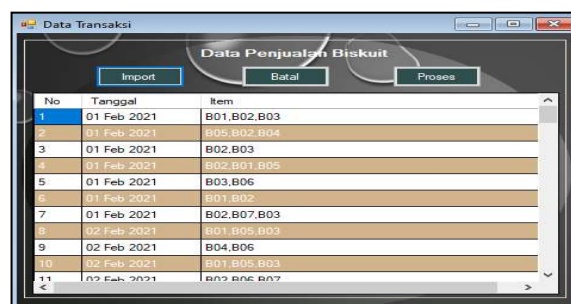 Data Transaksi
Data Penjualan Biskuit
Import Batal Proses
No Tanggal Item
1 01 Feb 2021 B01,B02,B03
2 01 Feb 2021 B05,B02,B04
3 01 Feb 2021 B02,B03
4 01 Feb 2021 B02,B01,B05
5 01 Feb 2021 B03,B06
6 01 Feb 2021 B01,B02
7 01 Feb 2021 B02,B07,B03
8 02 Feb 2021 B01,B05,B03
9 02 Feb 2021 B04,B06
10 02 Feb 2021 B01,B05,B03
11 02 Feb 2021 B02,B06,B07